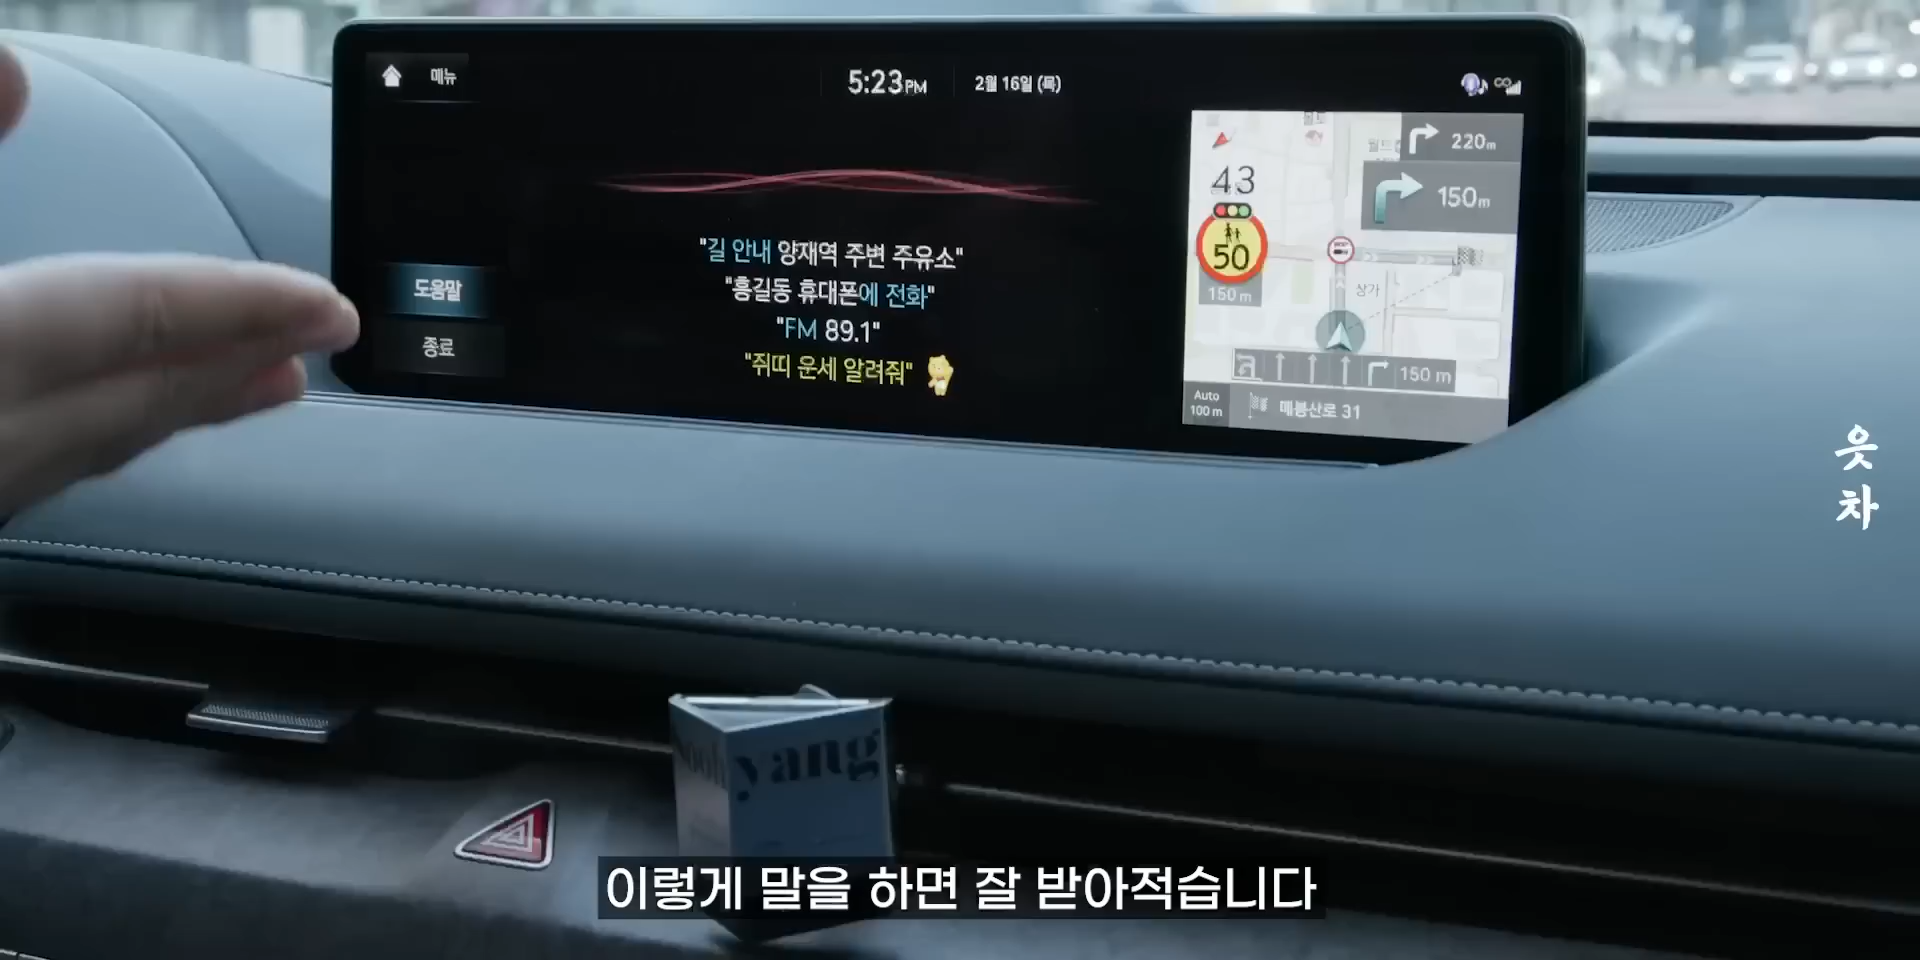 메뉴
5:23PM
2월 16일 (목)
"길 안내 양재역 주변 주유소"
"홍길동 휴대폰에 전화"
"FM 89.1"
"쥐띠 운세 알려줘"
도움말
종료
220m
150m
43
50
150m
상가
150 m
Auto
100 m
매봉산로 31
읏
차
yang
이렇게 말을 하면 잘 받아적습니다